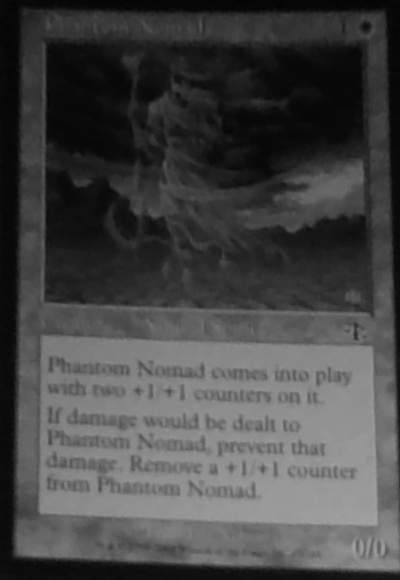 Phantom Nomad 1
Phantom Nomad comes into play
with two +1/+1 counters on it.
If damage would be dealt to
Phantom Nomad, prevent that
damage. Remove a +1/+1 counter
from Phantom Nomad.
0/0